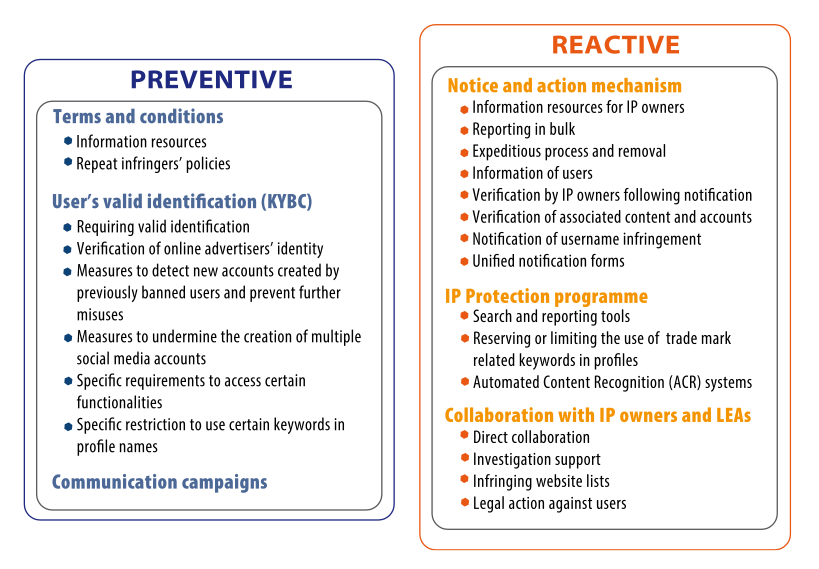 PREVENTIVE
Terms and conditions
Information resources
Repeat infringers' policies
User's valid identification (KYBC)
Requiring valid identification
Verification of online advertisers' identity
Measures to detect new accounts created by
previously banned users and prevent further
misuses
Measures to undermine the creation of multiple
social media accounts
Specific requirements to access certain
functionalities
Specific restriction to use certain keywords in
profile names
Communication campaigns
REACTIVE
Notice and action mechanism
Information resources for IP owners
Reporting in bulk
Expeditious process and removal
Information of users
Verification by IP owners following notification
Verification of associated content and accounts
Notification of username infringement
Unified notification forms
IP Protection programme
Search and reporting tools
Reserving or limiting the use of trade mark
related keywords in profiles
Automated Content Recognition (ACR) systems
Collaboration with IP owners and LEAs
Direct collaboration
Investigation support
Infringing website lists
Legal action against users